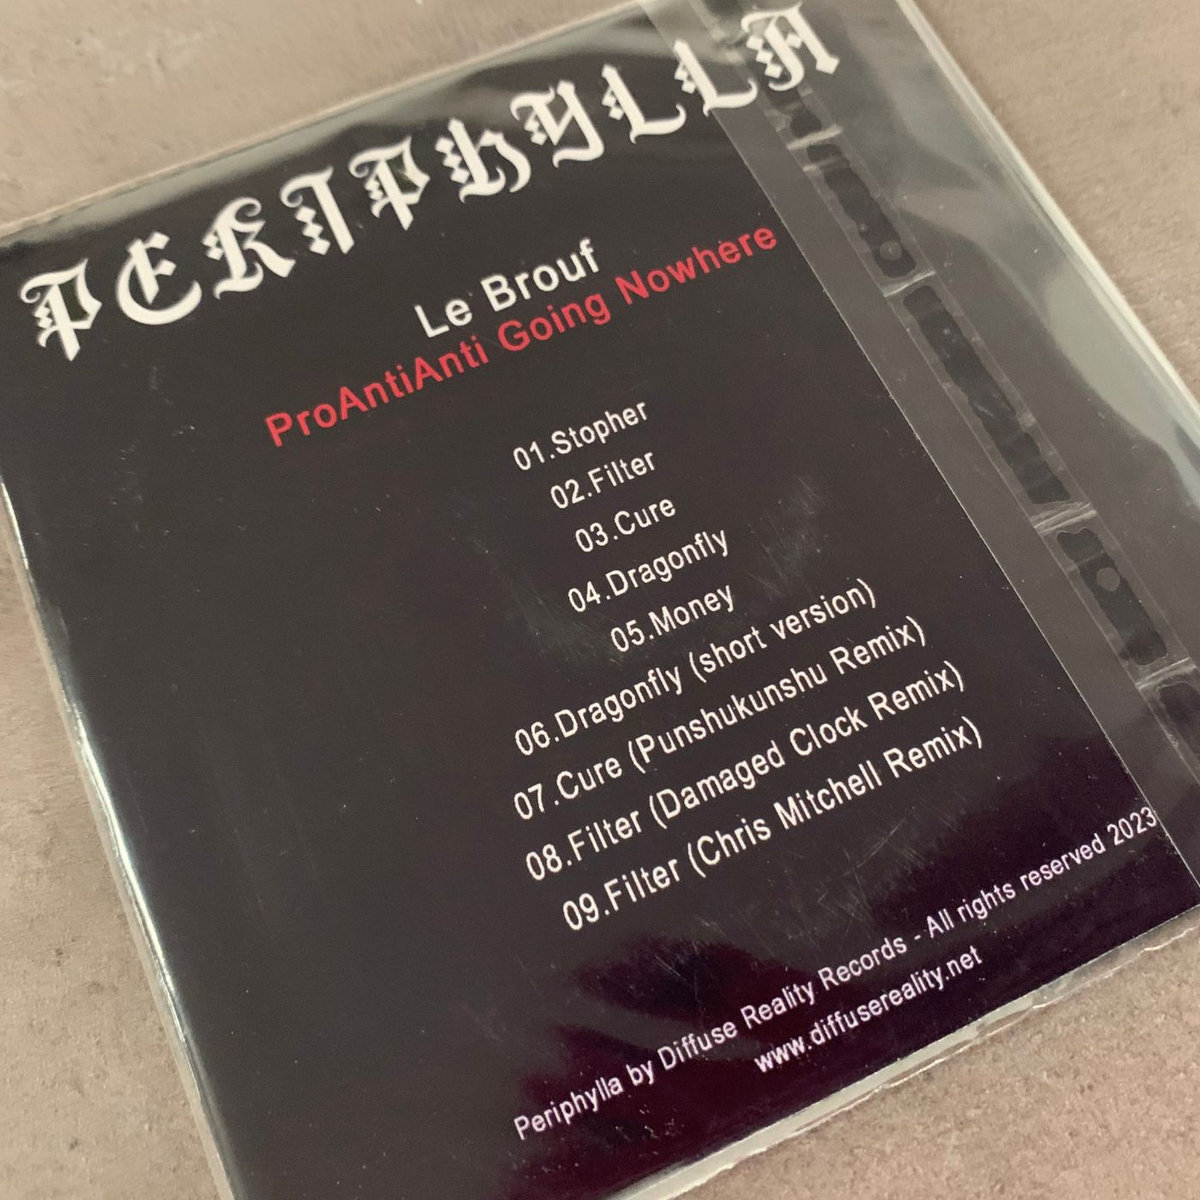 PERIPHYLLA
Le Brouf
ProAntiAnti Going Nowhere
01.Stopher
02.Filter
03.Cure
04.Dragonfly
05.Money
06.Dragonfly (short version)
07.Cure (Punshukunshu Remix)
08.Filter (Damaged Clock Remix)
09.Filter (Chris Mitchell Remix)
Periphylla by Diffuse Reality Records - All rights reserved 2023
www.diffusereality.net